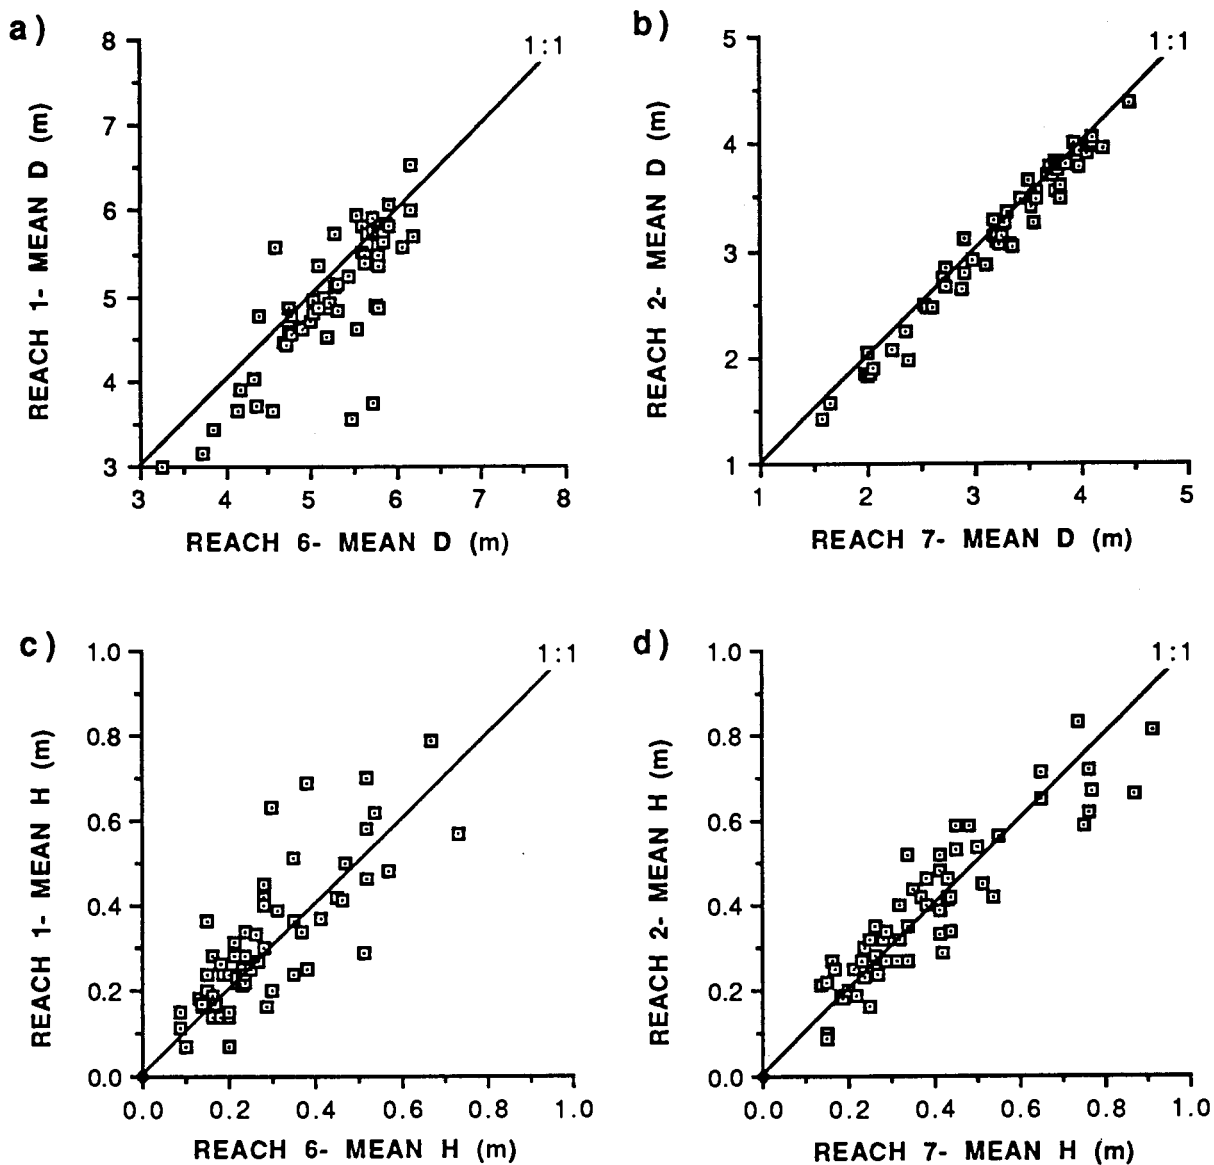 a)
1:1
8
7
6
5
4
3
REACH 1- MEAN D (m)
3 4 5 6 7 8
REACH 6- MEAN D (m)
b)
1:1
5
4
3
2
1
REACH 2- MEAN D (m)
1 2 3 4 5
REACH 7- MEAN D (m)
c)
1:1
1.0
0.8
0.6
0.4
0.2
0.0
REACH 1- MEAN H (m)
0.0 0.2 0.4 0.6 0.8 1.0
REACH 6- MEAN H (m)
d)
1:1
1.0
0.8
0.6
0.4
0.2
0.0
REACH 2- MEAN H (m)
0.0 0.2 0.4 0.6 0.8 1.0
REACH 7- MEAN H (m)